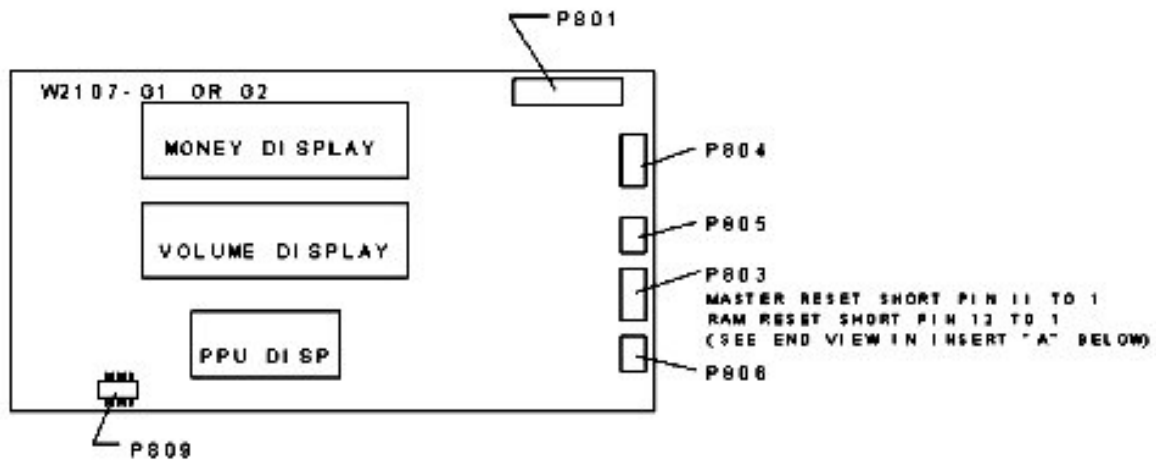 P801
W2107-G1 OR G2
MONEY DISPLAY
P804
VOLUME DISPLAY
P805
P803
MASTER RESET SHORT PIN 11 TO 1
RAM RESET SHORT PIN 12 TO 1
(SEE END VIEW IN INSERT "A" BELOW)
PPU DISP
P806
P809